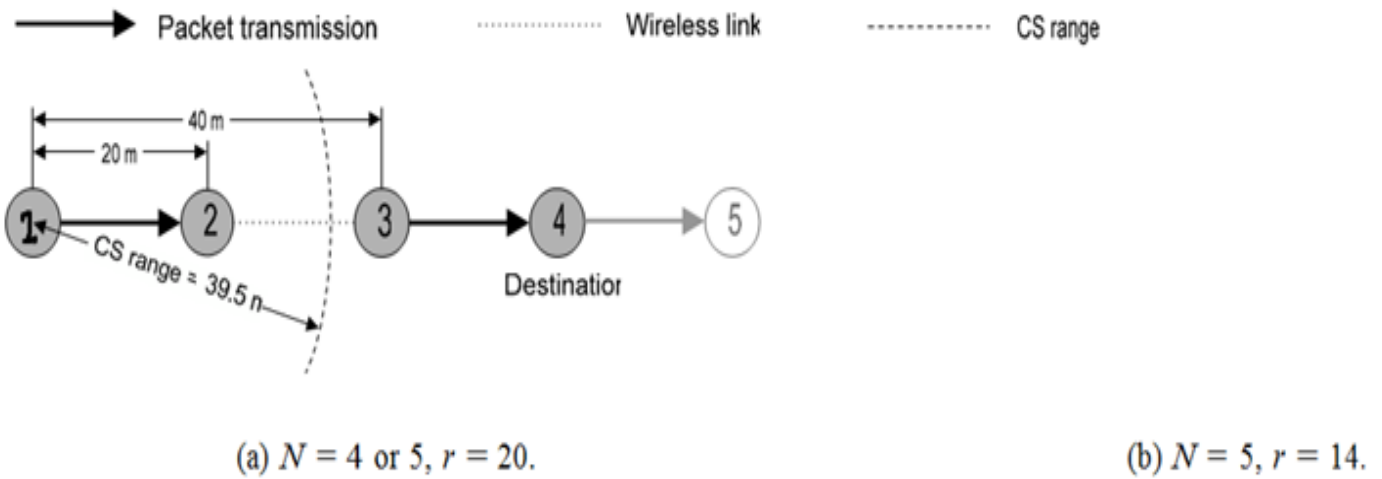 Packet transmission Wireless link CS range
40 m
20 m
1 2 3 4 5
CS range = 39.5 n
Destination
(a) N = 4 or 5, r = 20.
(b) N = 5, r = 14.